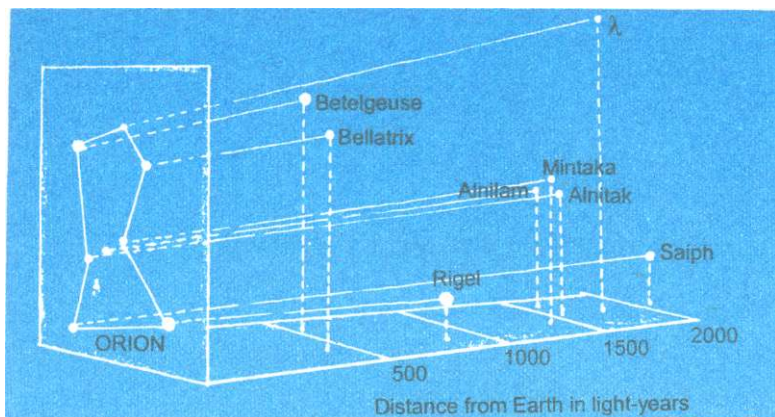 λ
Betelgeuse
Bellatrix
Mintaka
Alnilam
Alnitak
Saiph
Rigel
ORION
500
1000
1500
2000
Distance from Earth in light-years